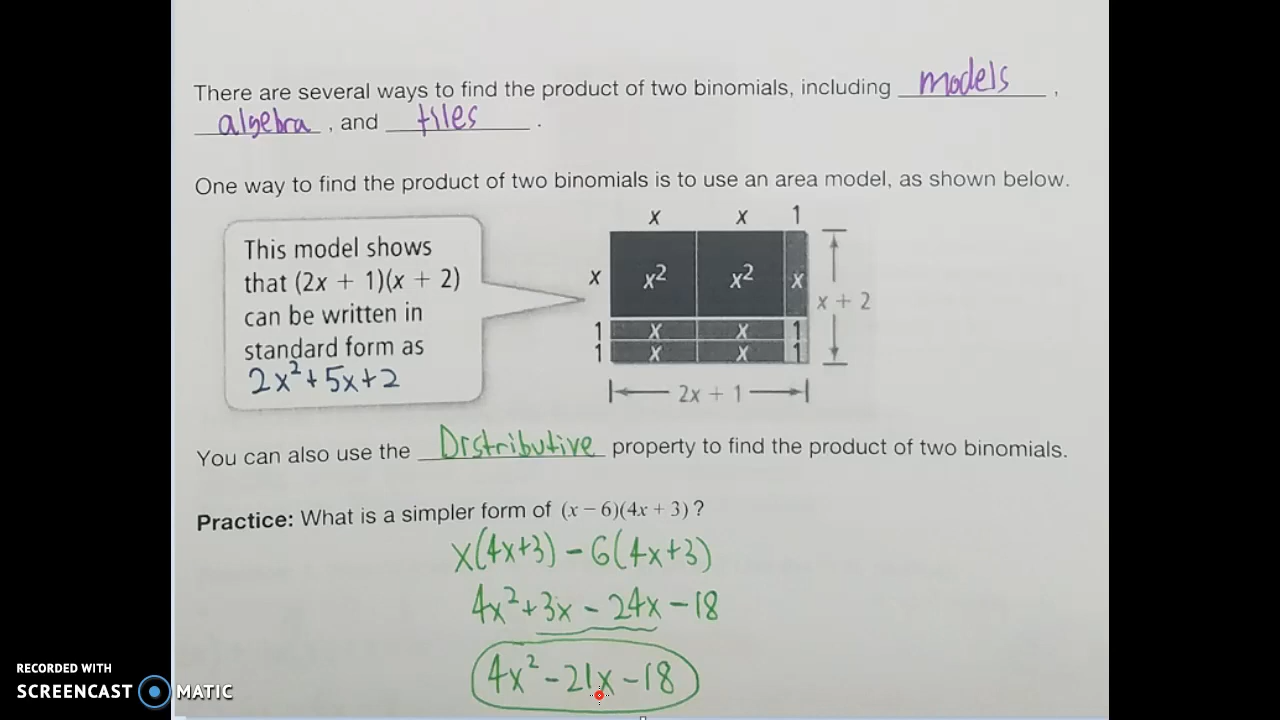 There are several ways to find the product of two binomials, including models ,
algebra , and tiles .
One way to find the product of two binomials is to use an area model, as shown below.
This model shows
that (2x + 1)(x + 2)
can be written in
standard form as
2x²+5x+2
x x 1
x x² x² x
1 x x 1
1 x x 1
x + 2
2x + 1
You can also use the Distributive property to find the product of two binomials.
Practice: What is a simpler form of (x − 6)(4x + 3) ?
x(4x+3) − 6(4x+3)
4x²+3x − 24x − 18
4x² − 21x − 18
RECORDED WITH
SCREENCAST MATIC